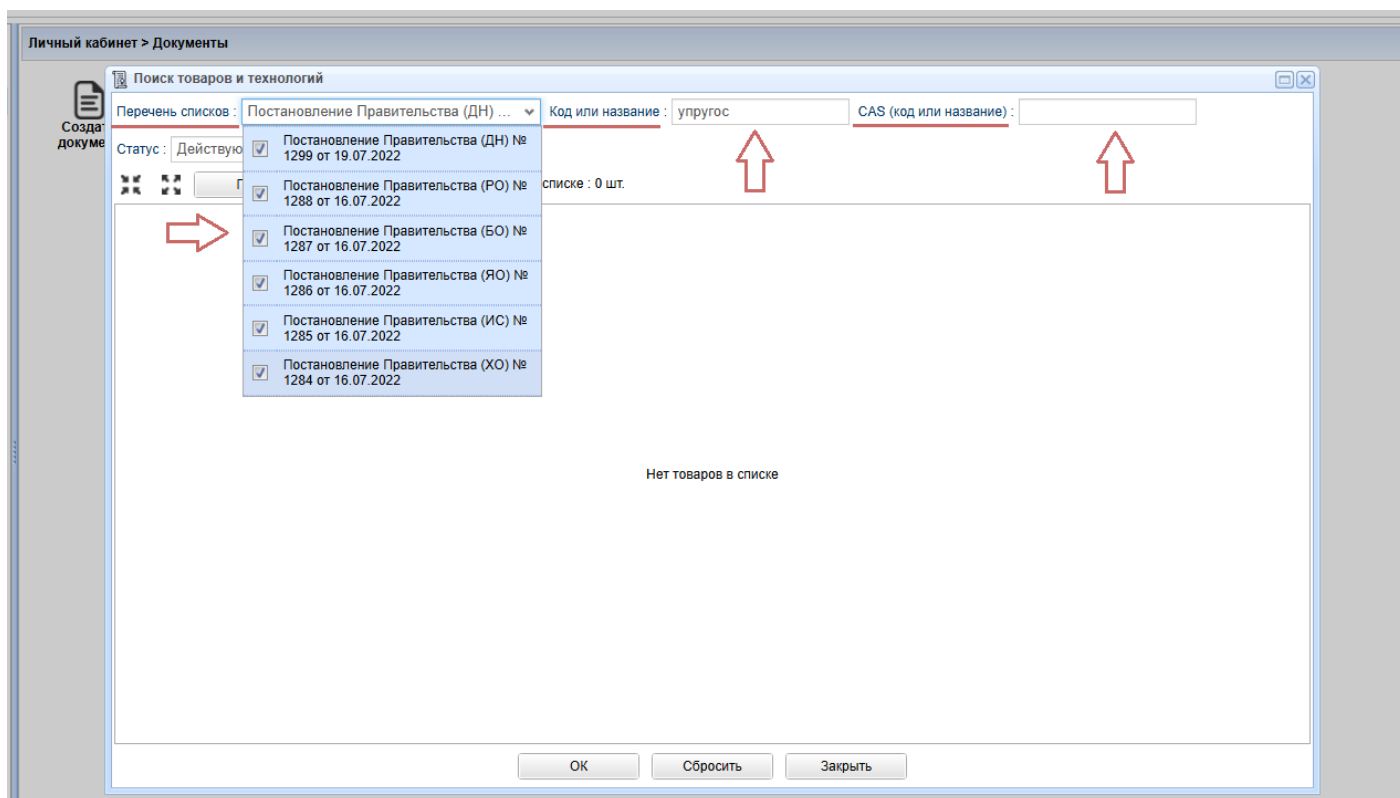 Личный кабинет > Документы
Поиск товаров и технологий
Перечень списков : Постановление Правительства (ДН) ... Код или название : упругос CAS (код или название) :
Созда
докуме
Статус : Действую
Постановление Правительства (ДН) №
1299 от 19.07.2022
Постановление Правительства (РО) №
1288 от 16.07.2022
списке : 0 шт.
Постановление Правительства (БО) №
1287 от 16.07.2022
Постановление Правительства (ЯО) №
1286 от 16.07.2022
Постановление Правительства (ИС) №
1285 от 16.07.2022
Постановление Правительства (ХО) №
1284 от 16.07.2022
Нет товаров в списке
ОК Сбросить Закрыть